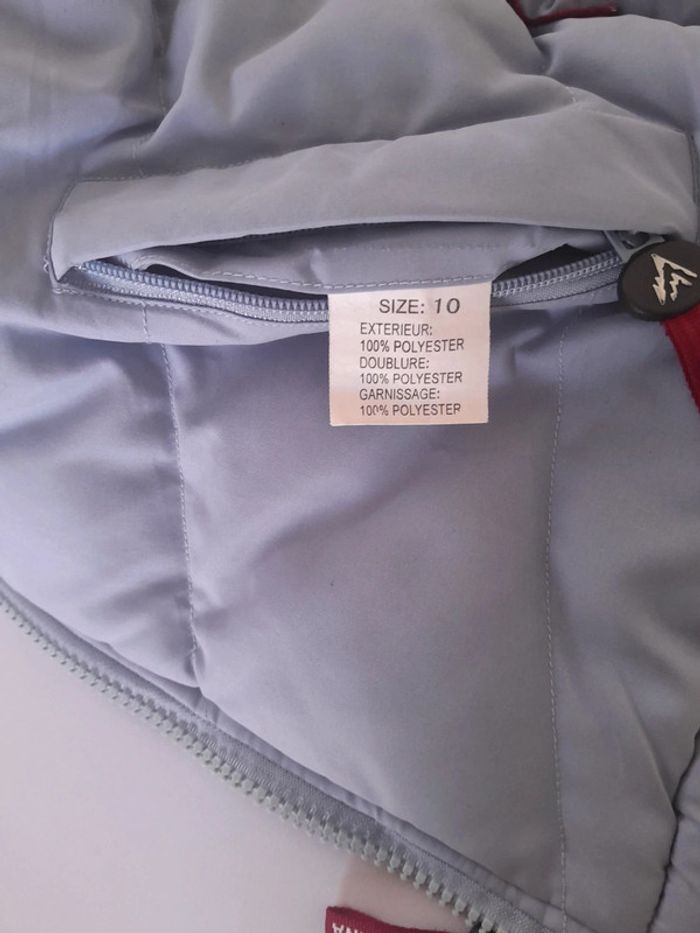 SIZE: 10
EXTERIEUR:
100% POLYESTER
DOUBLURE:
100% POLYESTER
GARNISSAGE:
100% POLYESTER